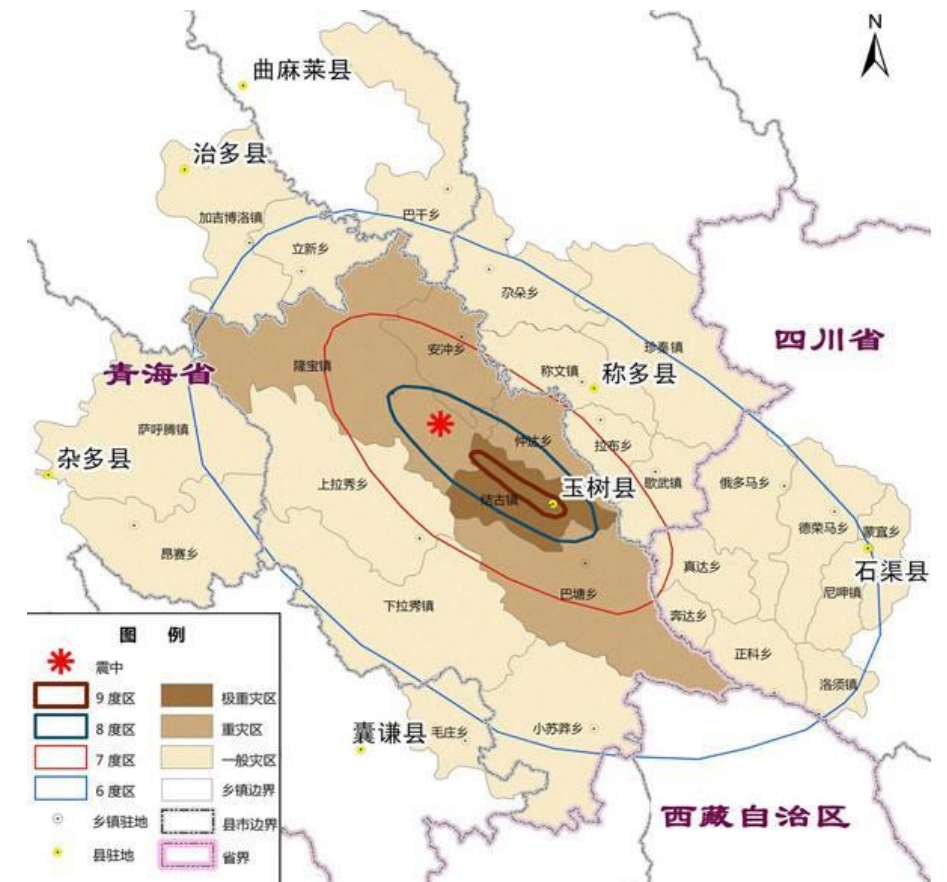 N
曲麻莱县
治多县
加吉博洛镇
巴干乡
立新乡
尕朵乡
四川省
珍秦镇
安冲乡
隆宝镇
称文镇
称多县
青海省
萨呼腾镇
仲达乡
拉布乡
杂多县
上拉秀乡
歇武镇
俄多马乡
玉树县
结古镇
德荣马乡
蒙宜乡
昂赛乡
真达乡
石渠县
巴塘乡
尼呷镇
下拉秀镇
奔达乡
正科乡
洛须镇
小苏莽乡
囊谦县
毛庄乡
西藏自治区
图 例
震中
9度区
极重灾区
8度区
重灾区
7度区
一般灾区
6度区
乡镇边界
乡镇驻地
县市边界
县驻地
省界